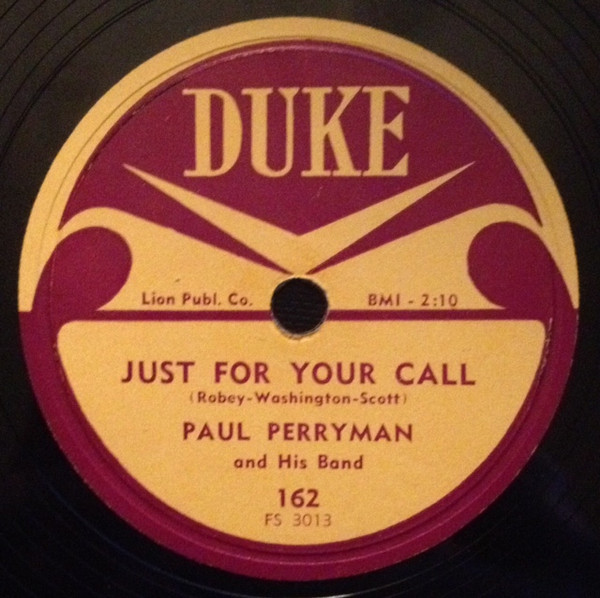 DUKE
Lion Publ. Co. BMI - 2:10
JUST FOR YOUR CALL
(Robey-Washington-Scott)
PAUL PERRYMAN
and His Band
162
FS 3013